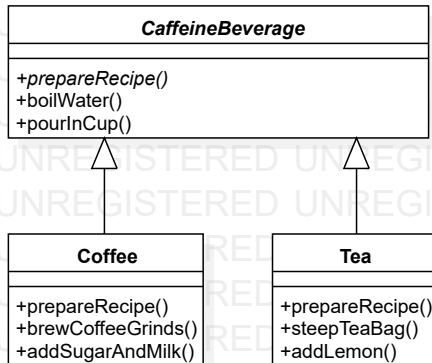 CaffeineBeverage
+prepareRecipe()
+boilWater()
+pourInCup()
UNREGISTERED UNREGI
UNREGISTERED UNREGI
Coffee
+prepareRecipe()
+brewCoffeeGrinds()
+addSugarAndMilk()
Tea
+prepareRecipe()
+steepTeaBag()
+addLemon()